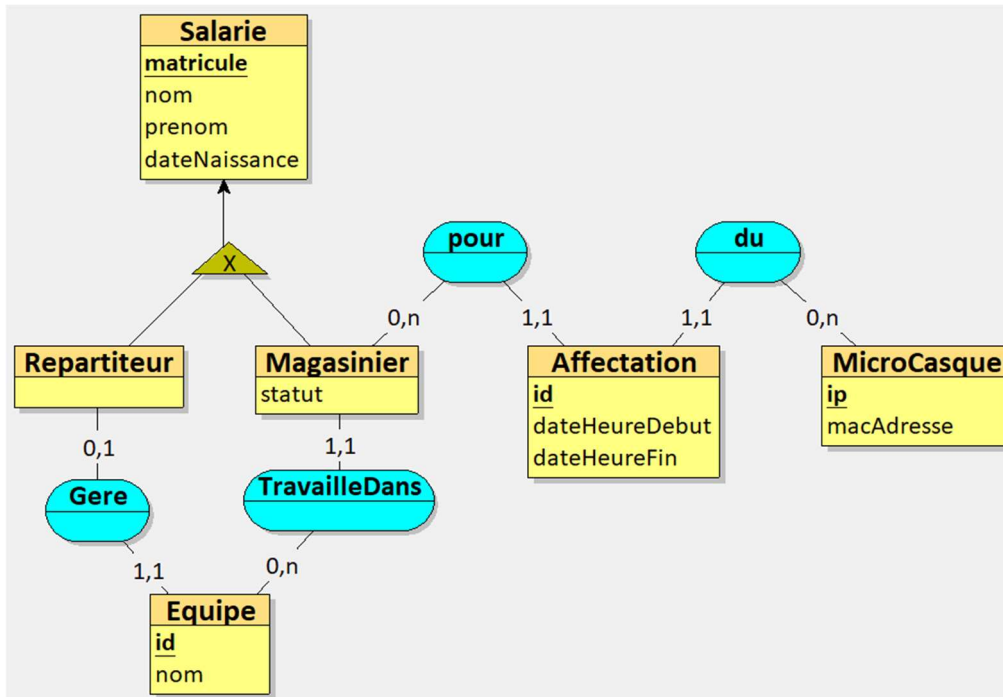 Salarie
matricule
nom
prenom
dateNaissance
X
pour
du
0,n
1,1
1,1
0,n
Repartiteur
Magasinier
statut
Affectation
id
dateHeureDebut
dateHeureFin
MicroCasque
ip
macAdresse
0,1
1,1
Gere
TravailleDans
1,1
0,n
Equipe
id
nom